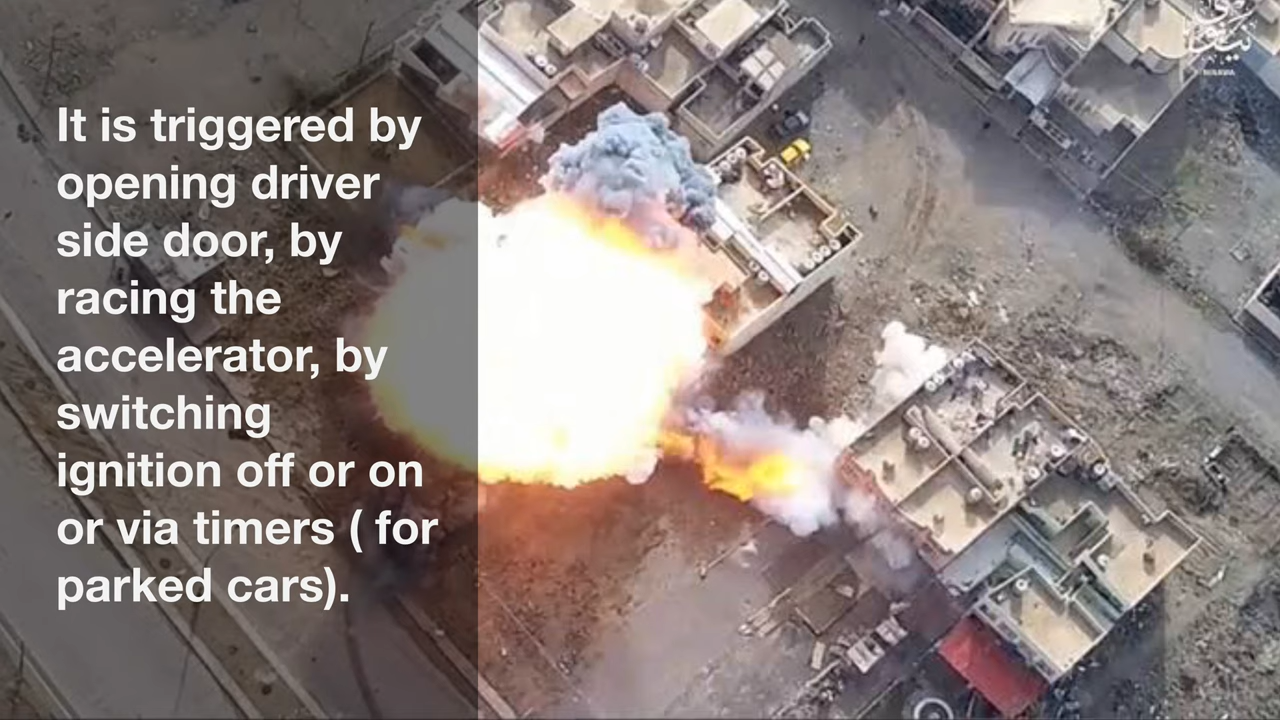 It is triggered by
opening driver
side door, by
racing the
accelerator, by
switching
ignition off or on
or via timers ( for
parked cars).